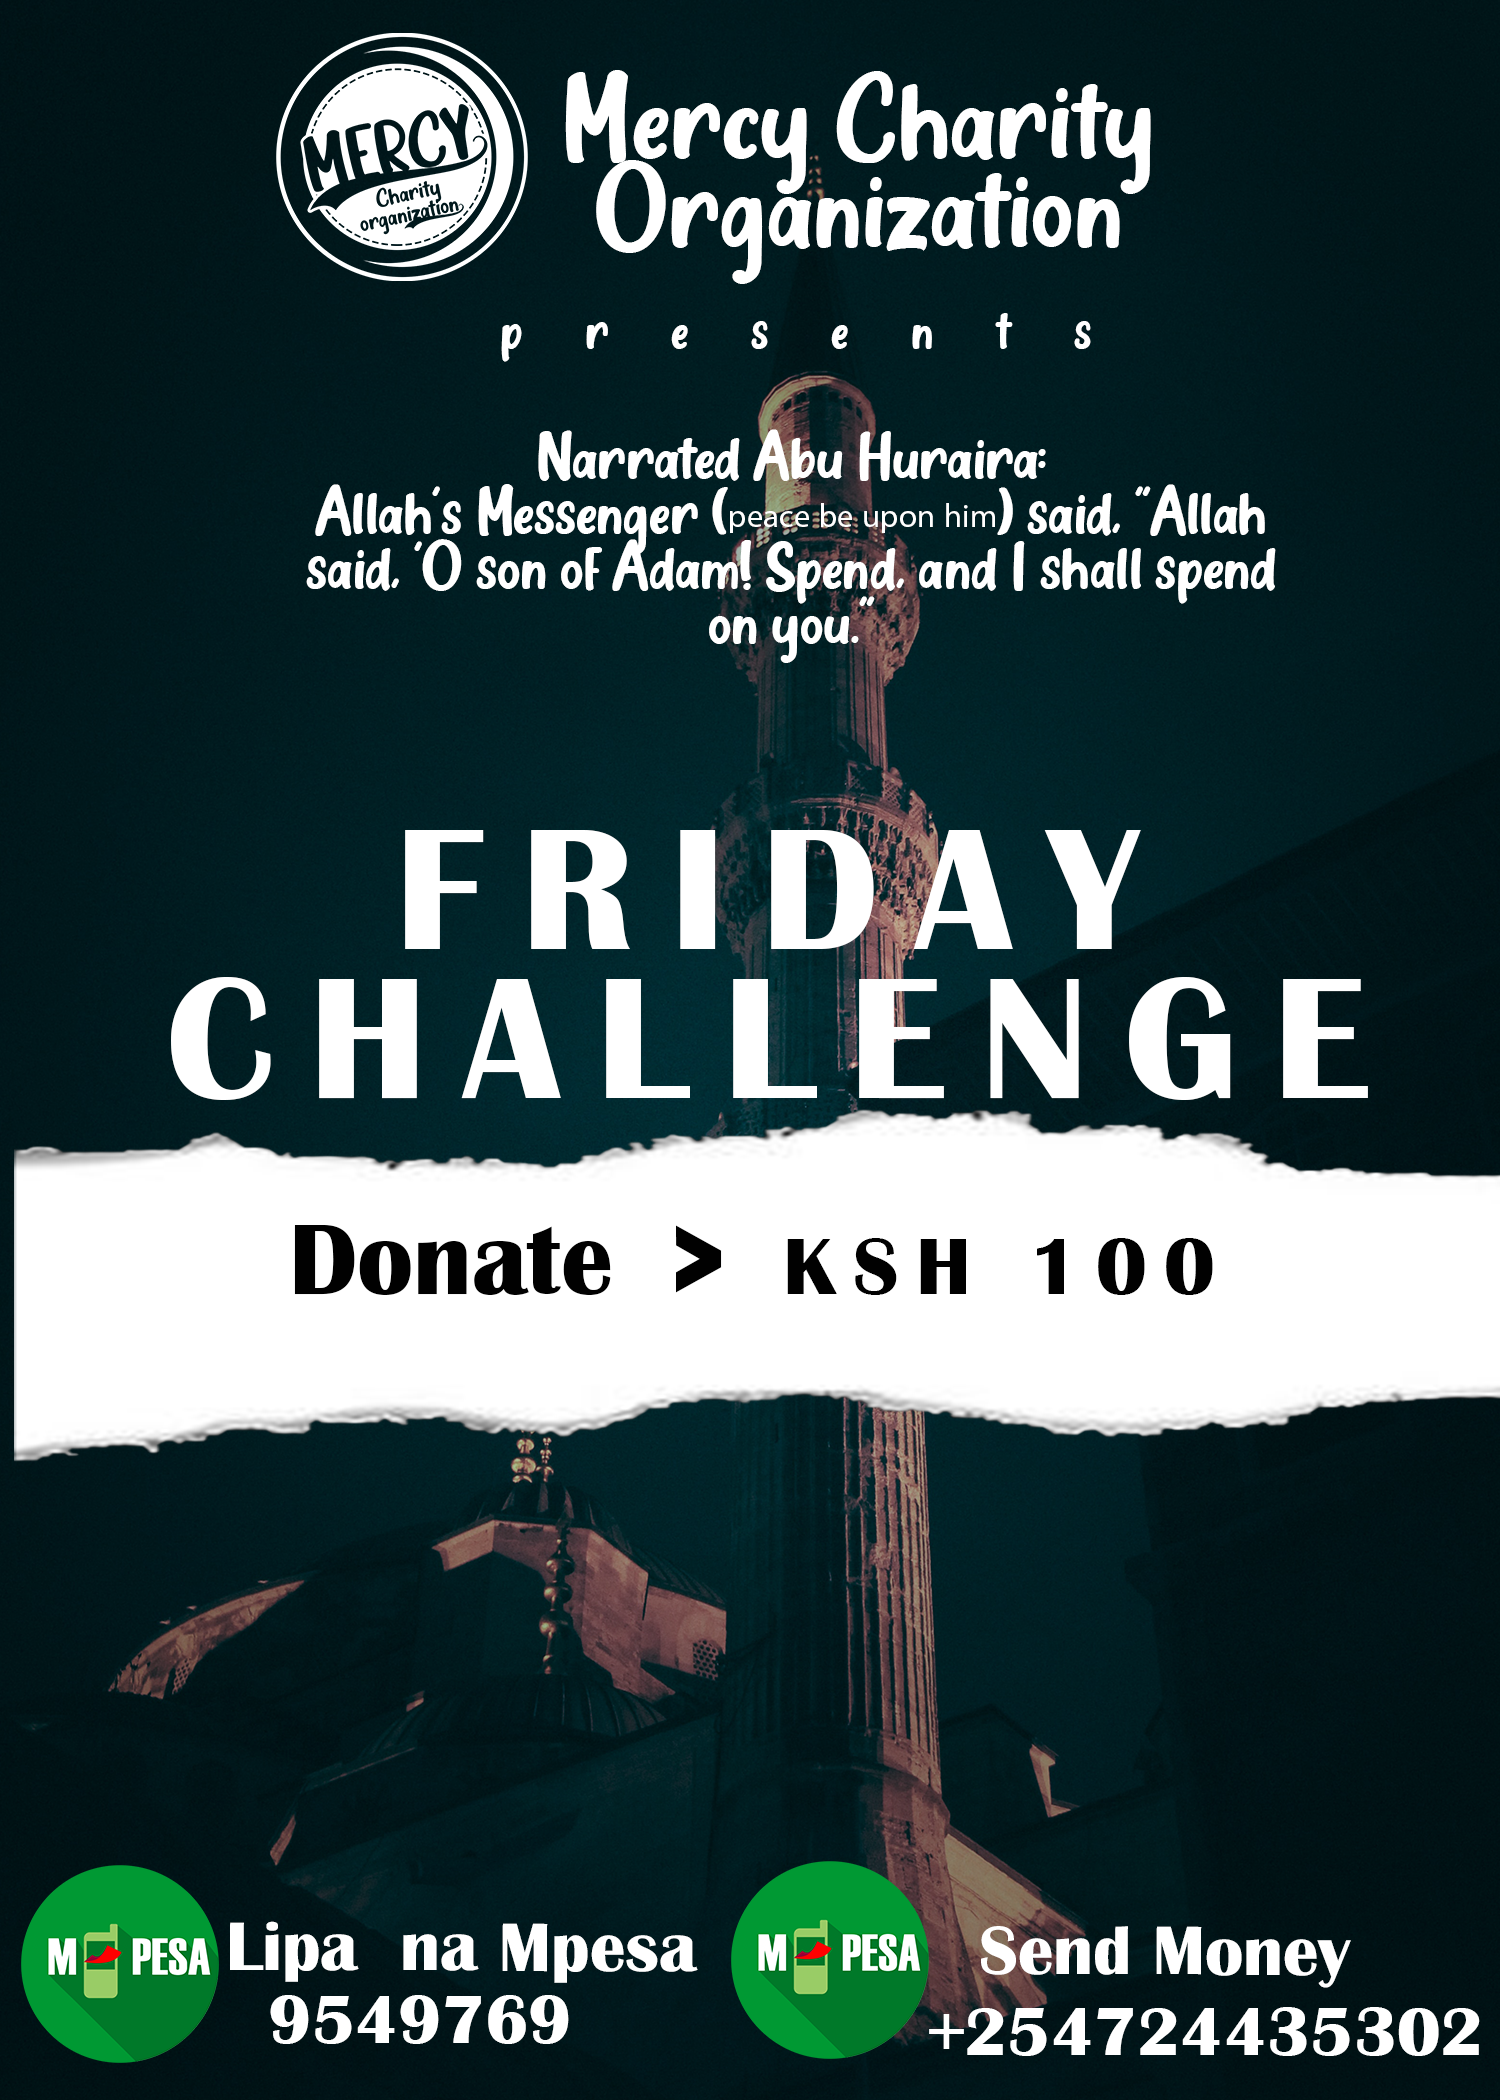 MERCY
Charity
organization
Mercy Charity
Organization
presents
Narrated Abu Huraira:
Allah's Messenger (peace be upon him) said, "Allah
said, 'O son of Adam! Spend, and I shall spend
on you."
FRIDAY
CHALLENGE
Donate > KSH 100
M PESA
Lipa na Mpesa
9549769
M PESA
Send Money
+254724435302